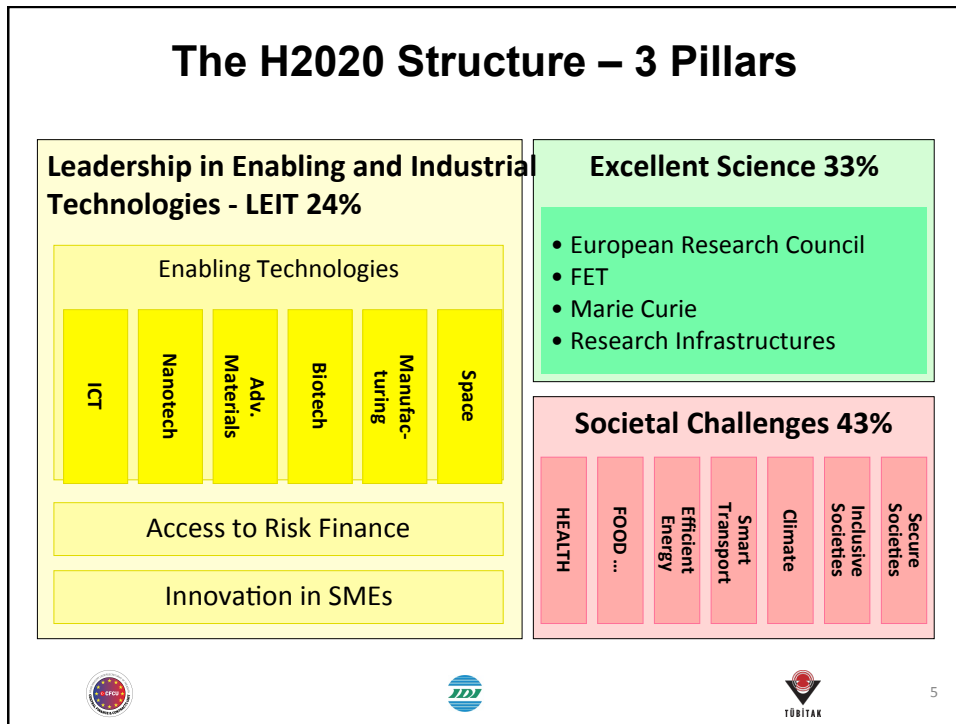 The H2020 Structure – 3 Pillars
Leadership in Enabling and Industrial
Technologies - LEIT 24%
Enabling Technologies
ICT
Nanotech
Adv.
Materials
Biotech
Manufac-
turing
Space
Access to Risk Finance
Innovation in SMEs
Excellent Science 33%
• European Research Council
• FET
• Marie Curie
• Research Infrastructures
Societal Challenges 43%
HEALTH
FOOD ...
Efficient
Energy
Smart
Transport
Climate
Inclusive
Societies
Secure
Societies
CFCU
IDI
TÜBİTAK
5